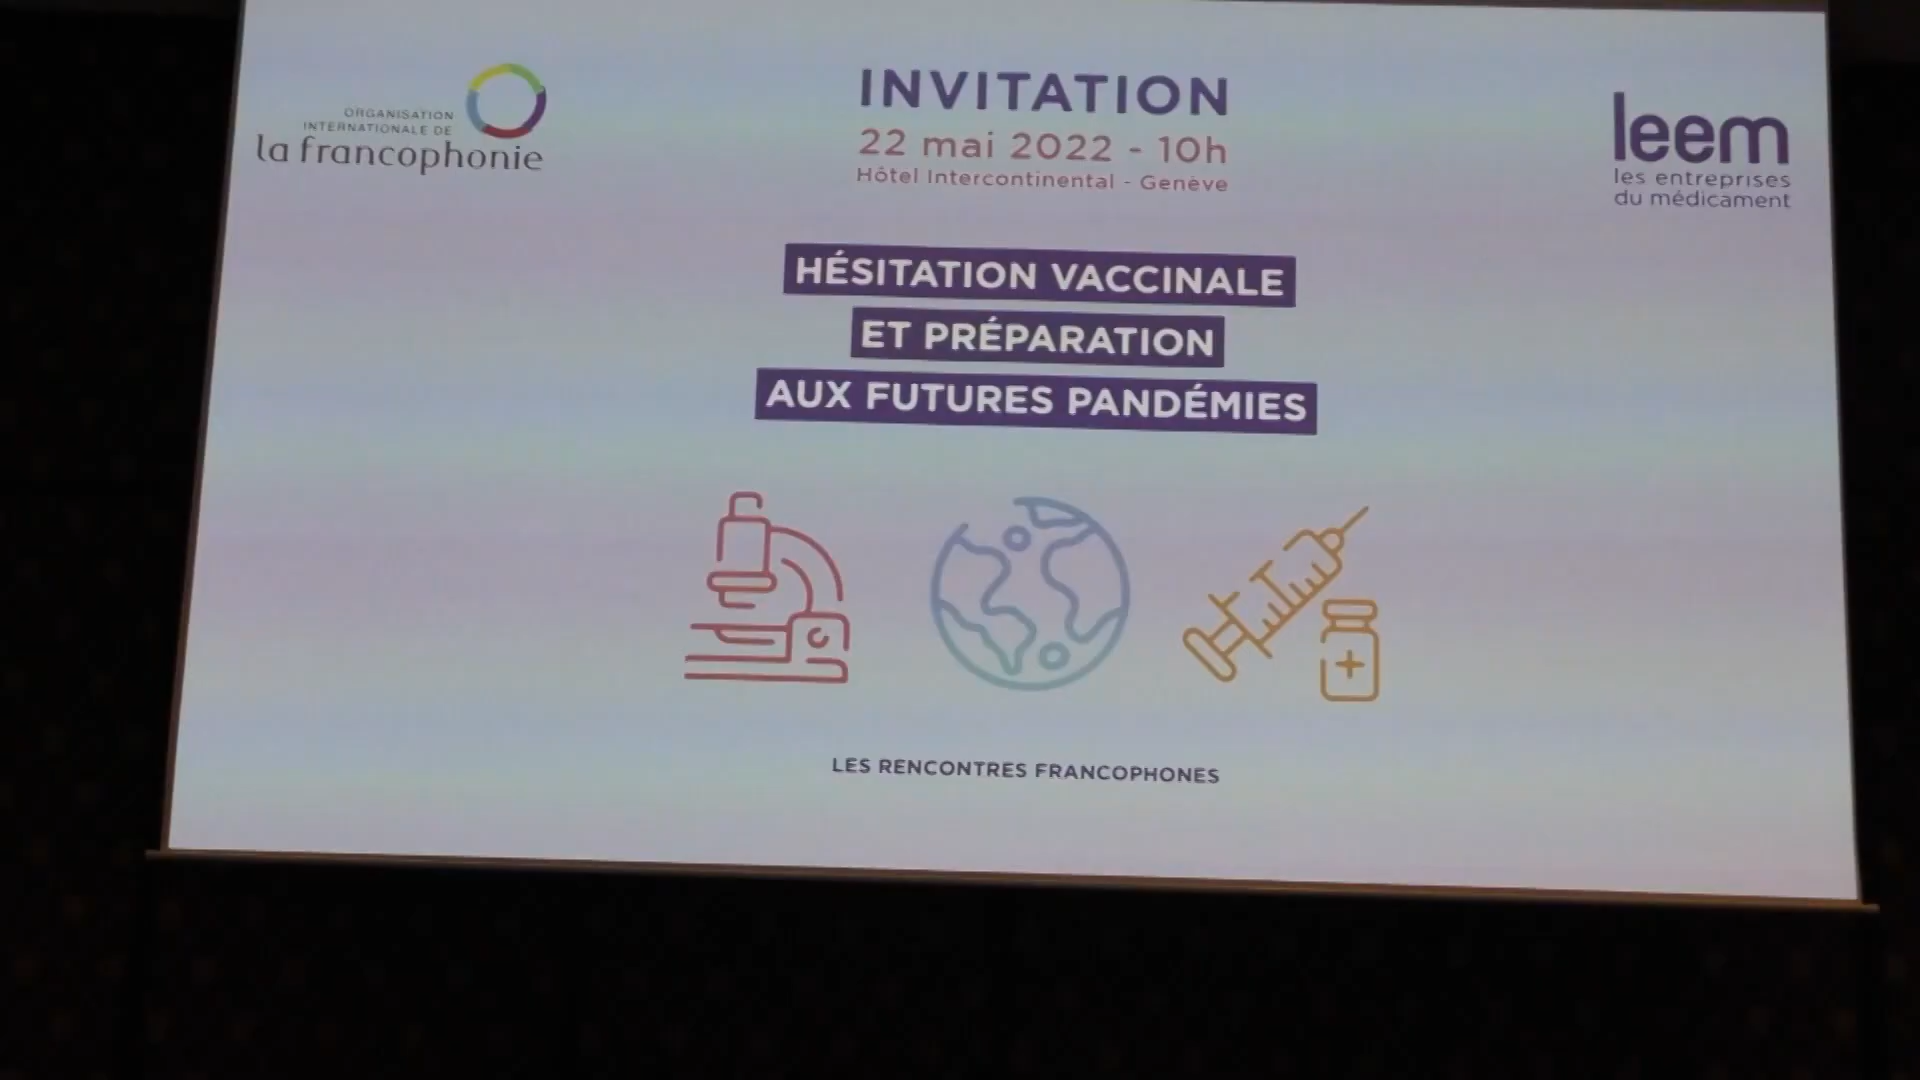 ORGANISATION
INTERNATIONALE DE
la francophonie
INVITATION
22 mai 2022 - 10h
Hôtel Intercontinental - Genève
leem
les entreprises
du médicament
HÉSITATION VACCINALE
ET PRÉPARATION
AUX FUTURES PANDÉMIES
LES RENCONTRES FRANCOPHONES